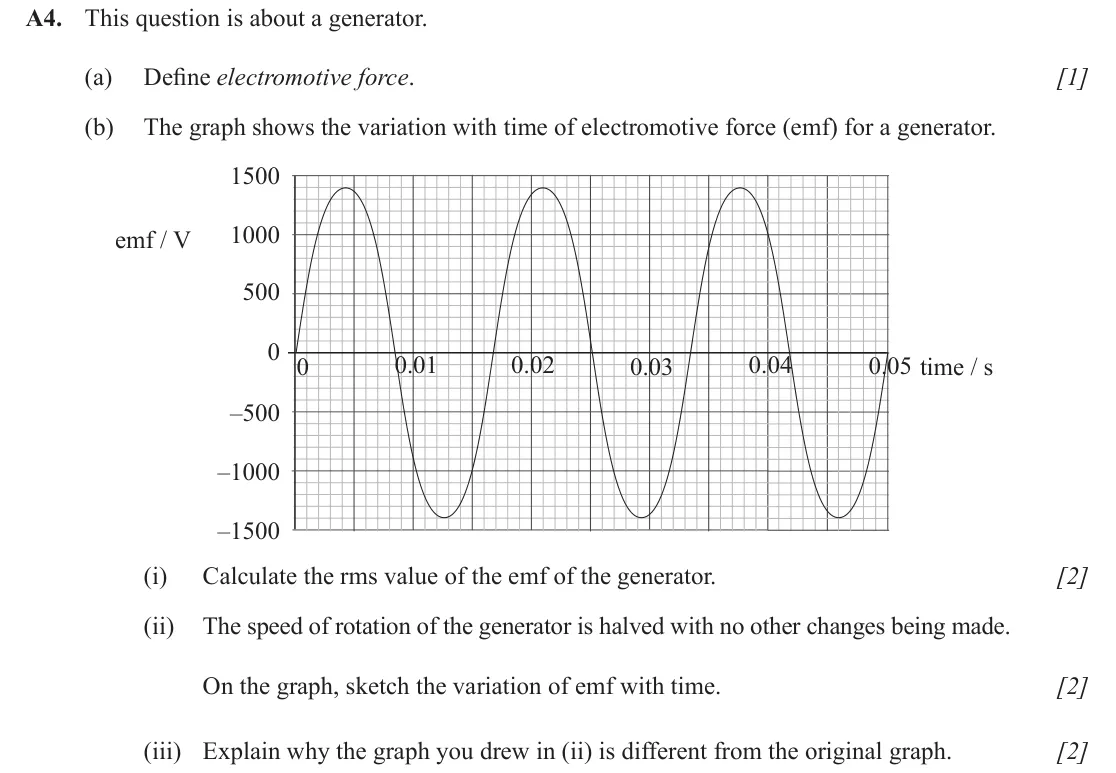 A4. This question is about a generator.
(a) Define electromotive force. [1]
(b) The graph shows the variation with time of electromotive force (emf) for a generator.
1500
emf / V 1000
500
0
0 0.01 0.02 0.03 0.04 0.05 time / s
–500
–1000
–1500
(i) Calculate the rms value of the emf of the generator. [2]
(ii) The speed of rotation of the generator is halved with no other changes being made.
On the graph, sketch the variation of emf with time. [2]
(iii) Explain why the graph you drew in (ii) is different from the original graph. [2]